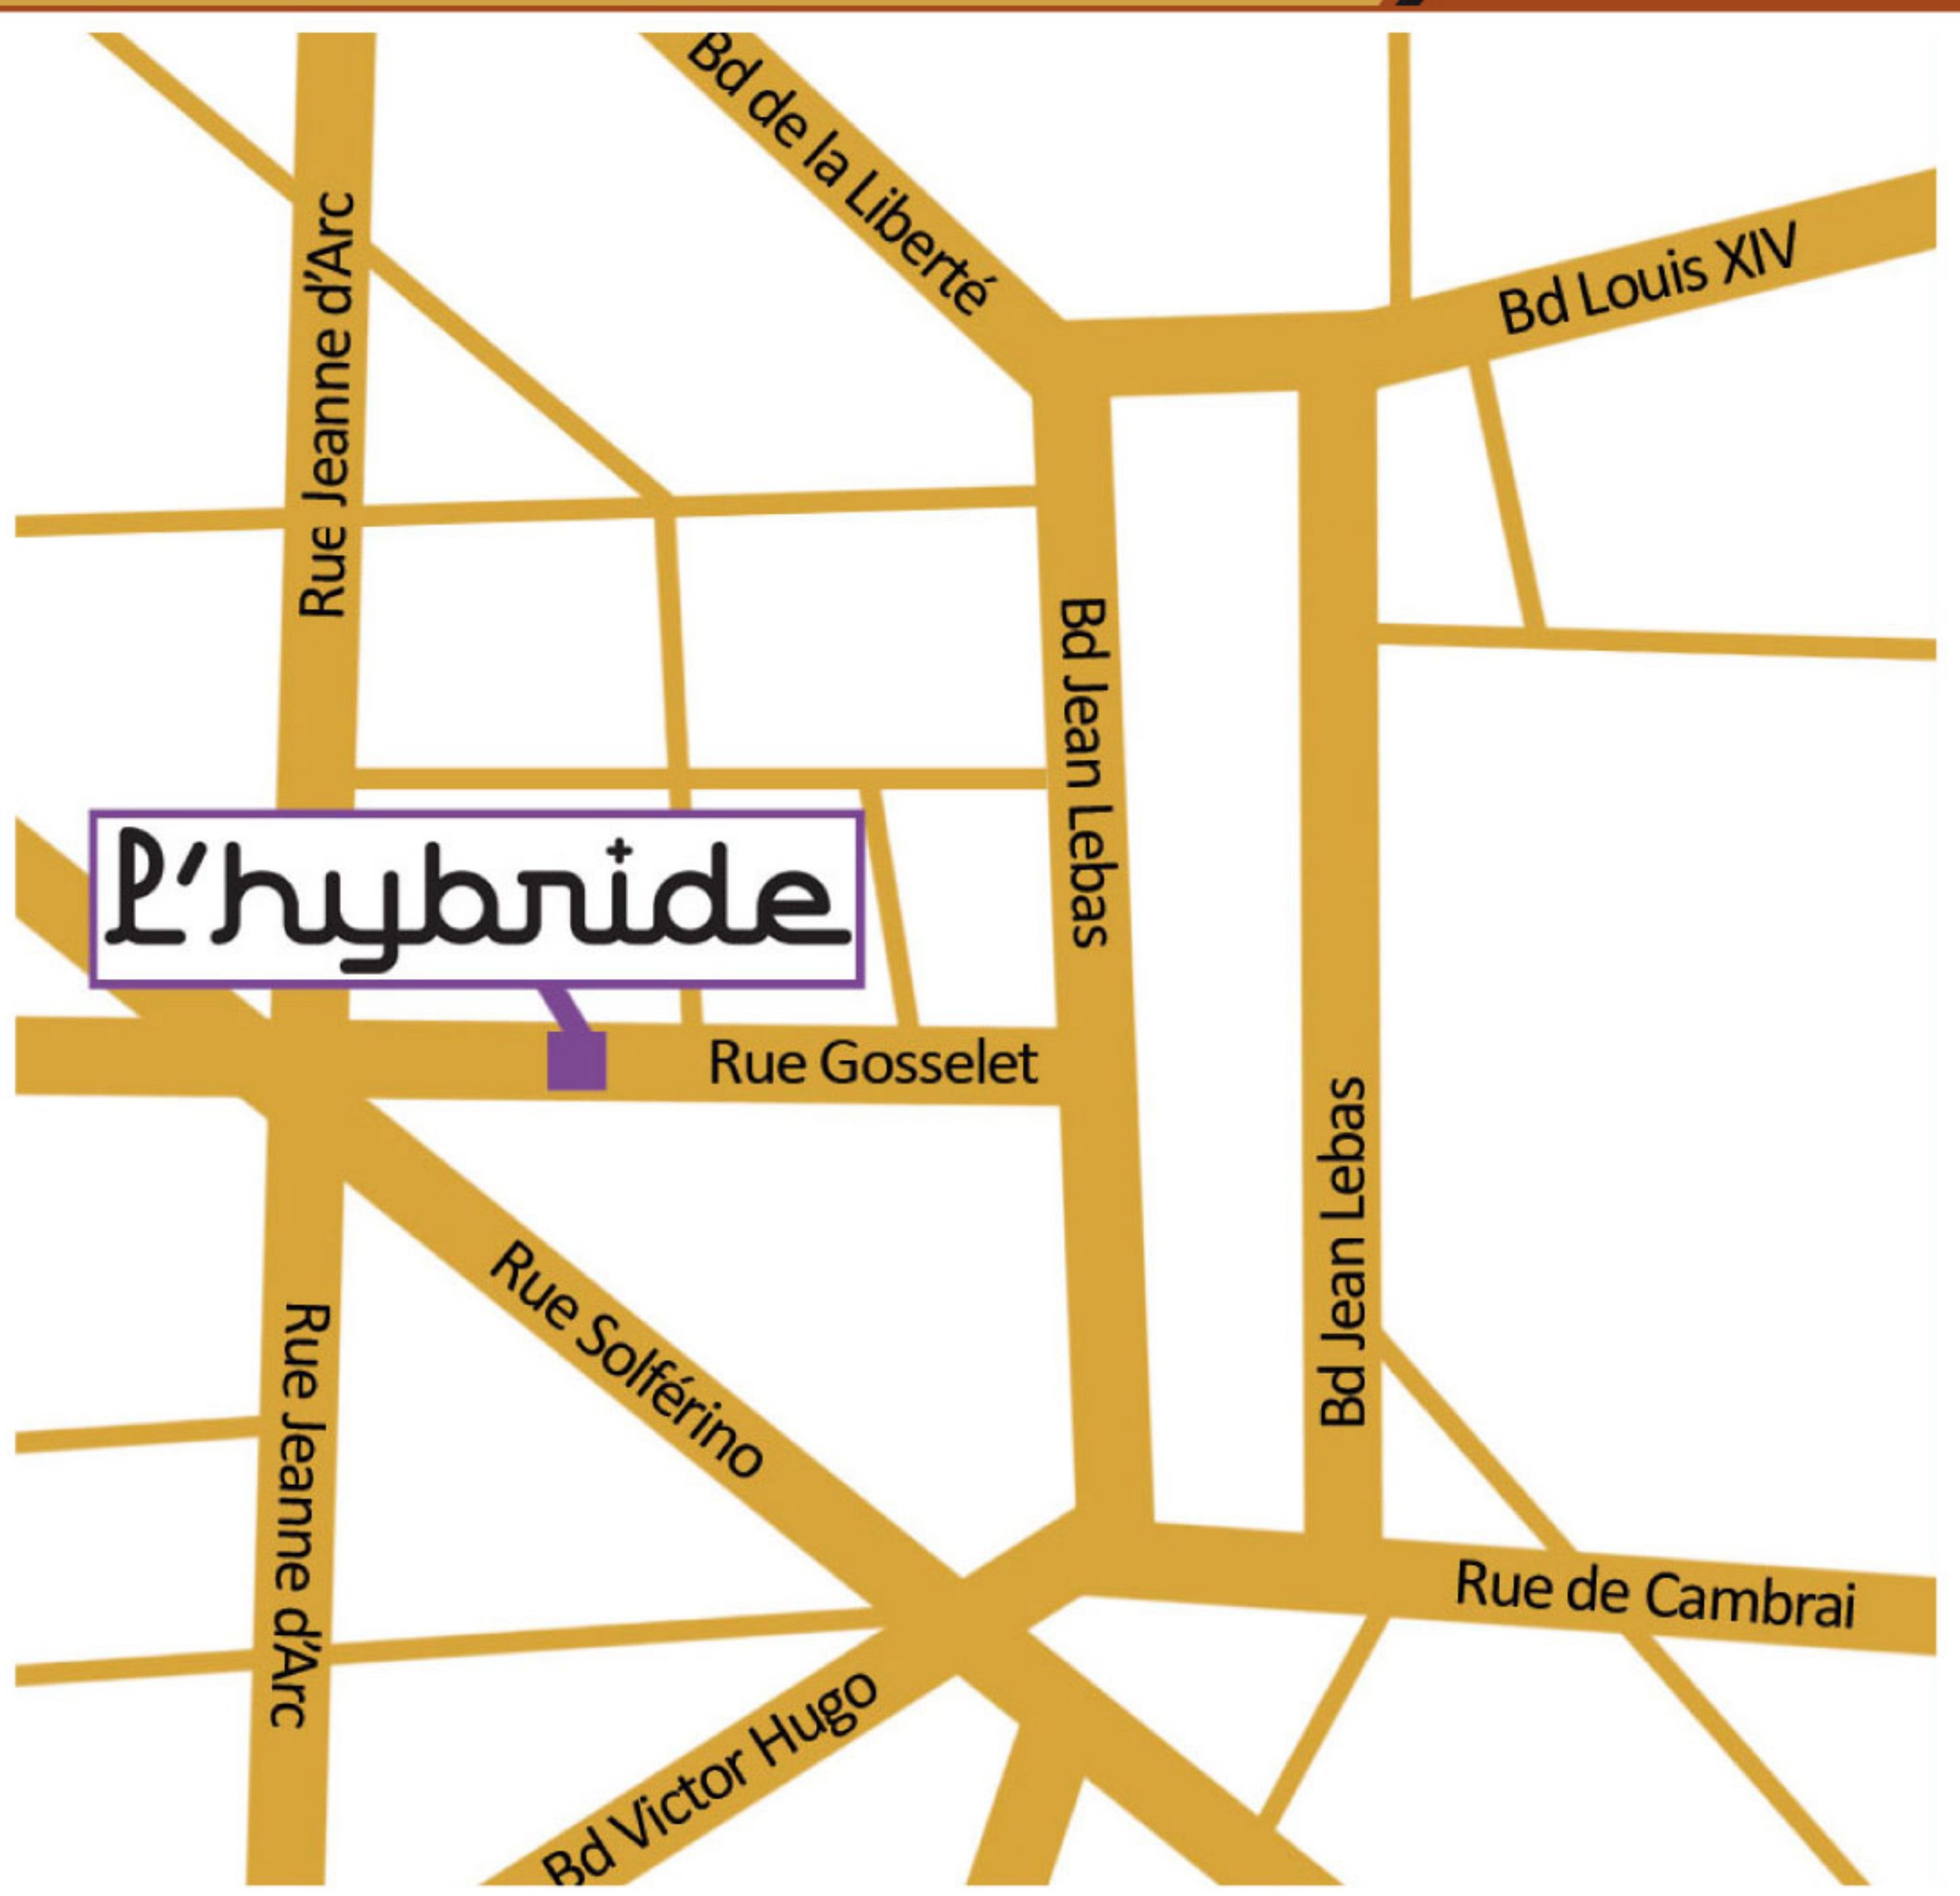 Bd de la Liberté
Rue Jeanne d'Arc
Bd Louis XIV
Bd Jean Lebas
l'hybride
Rue Gosselet
Bd Jean Lebas
Rue Solférino
Rue Jeanne d'Arc
Rue de Cambrai
Bd Victor Hugo